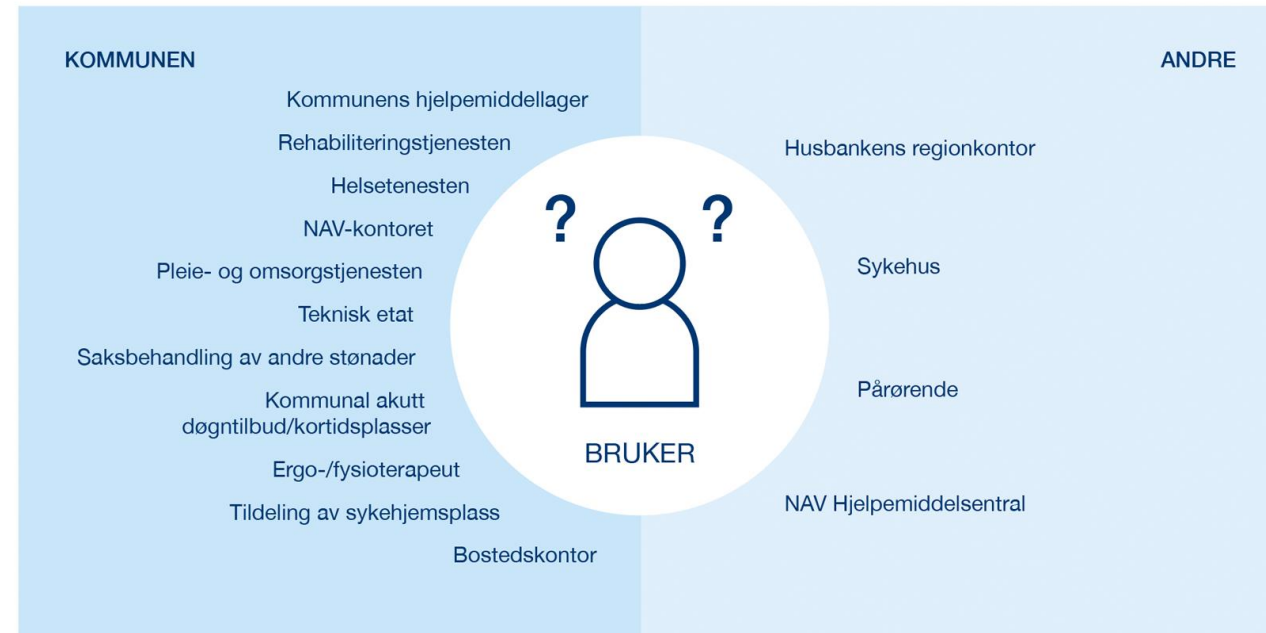 KOMMUNEN
Kommunens hjelpemiddellager
Rehabiliteringstjenesten
Helsetenesten
NAV-kontoret
Pleie- og omsorgstjenesten
Teknisk etat
Saksbehandling av andre stønader
Kommunal akutt
døgntilbud/kortidsplasser
Ergo-/fysioterapeut
Tildeling av sykehjemsplass
Bostedskontor
? ?
BRUKER
ANDRE
Husbankens regionkontor
Sykehus
Pårørende
NAV Hjelpemiddelsentral